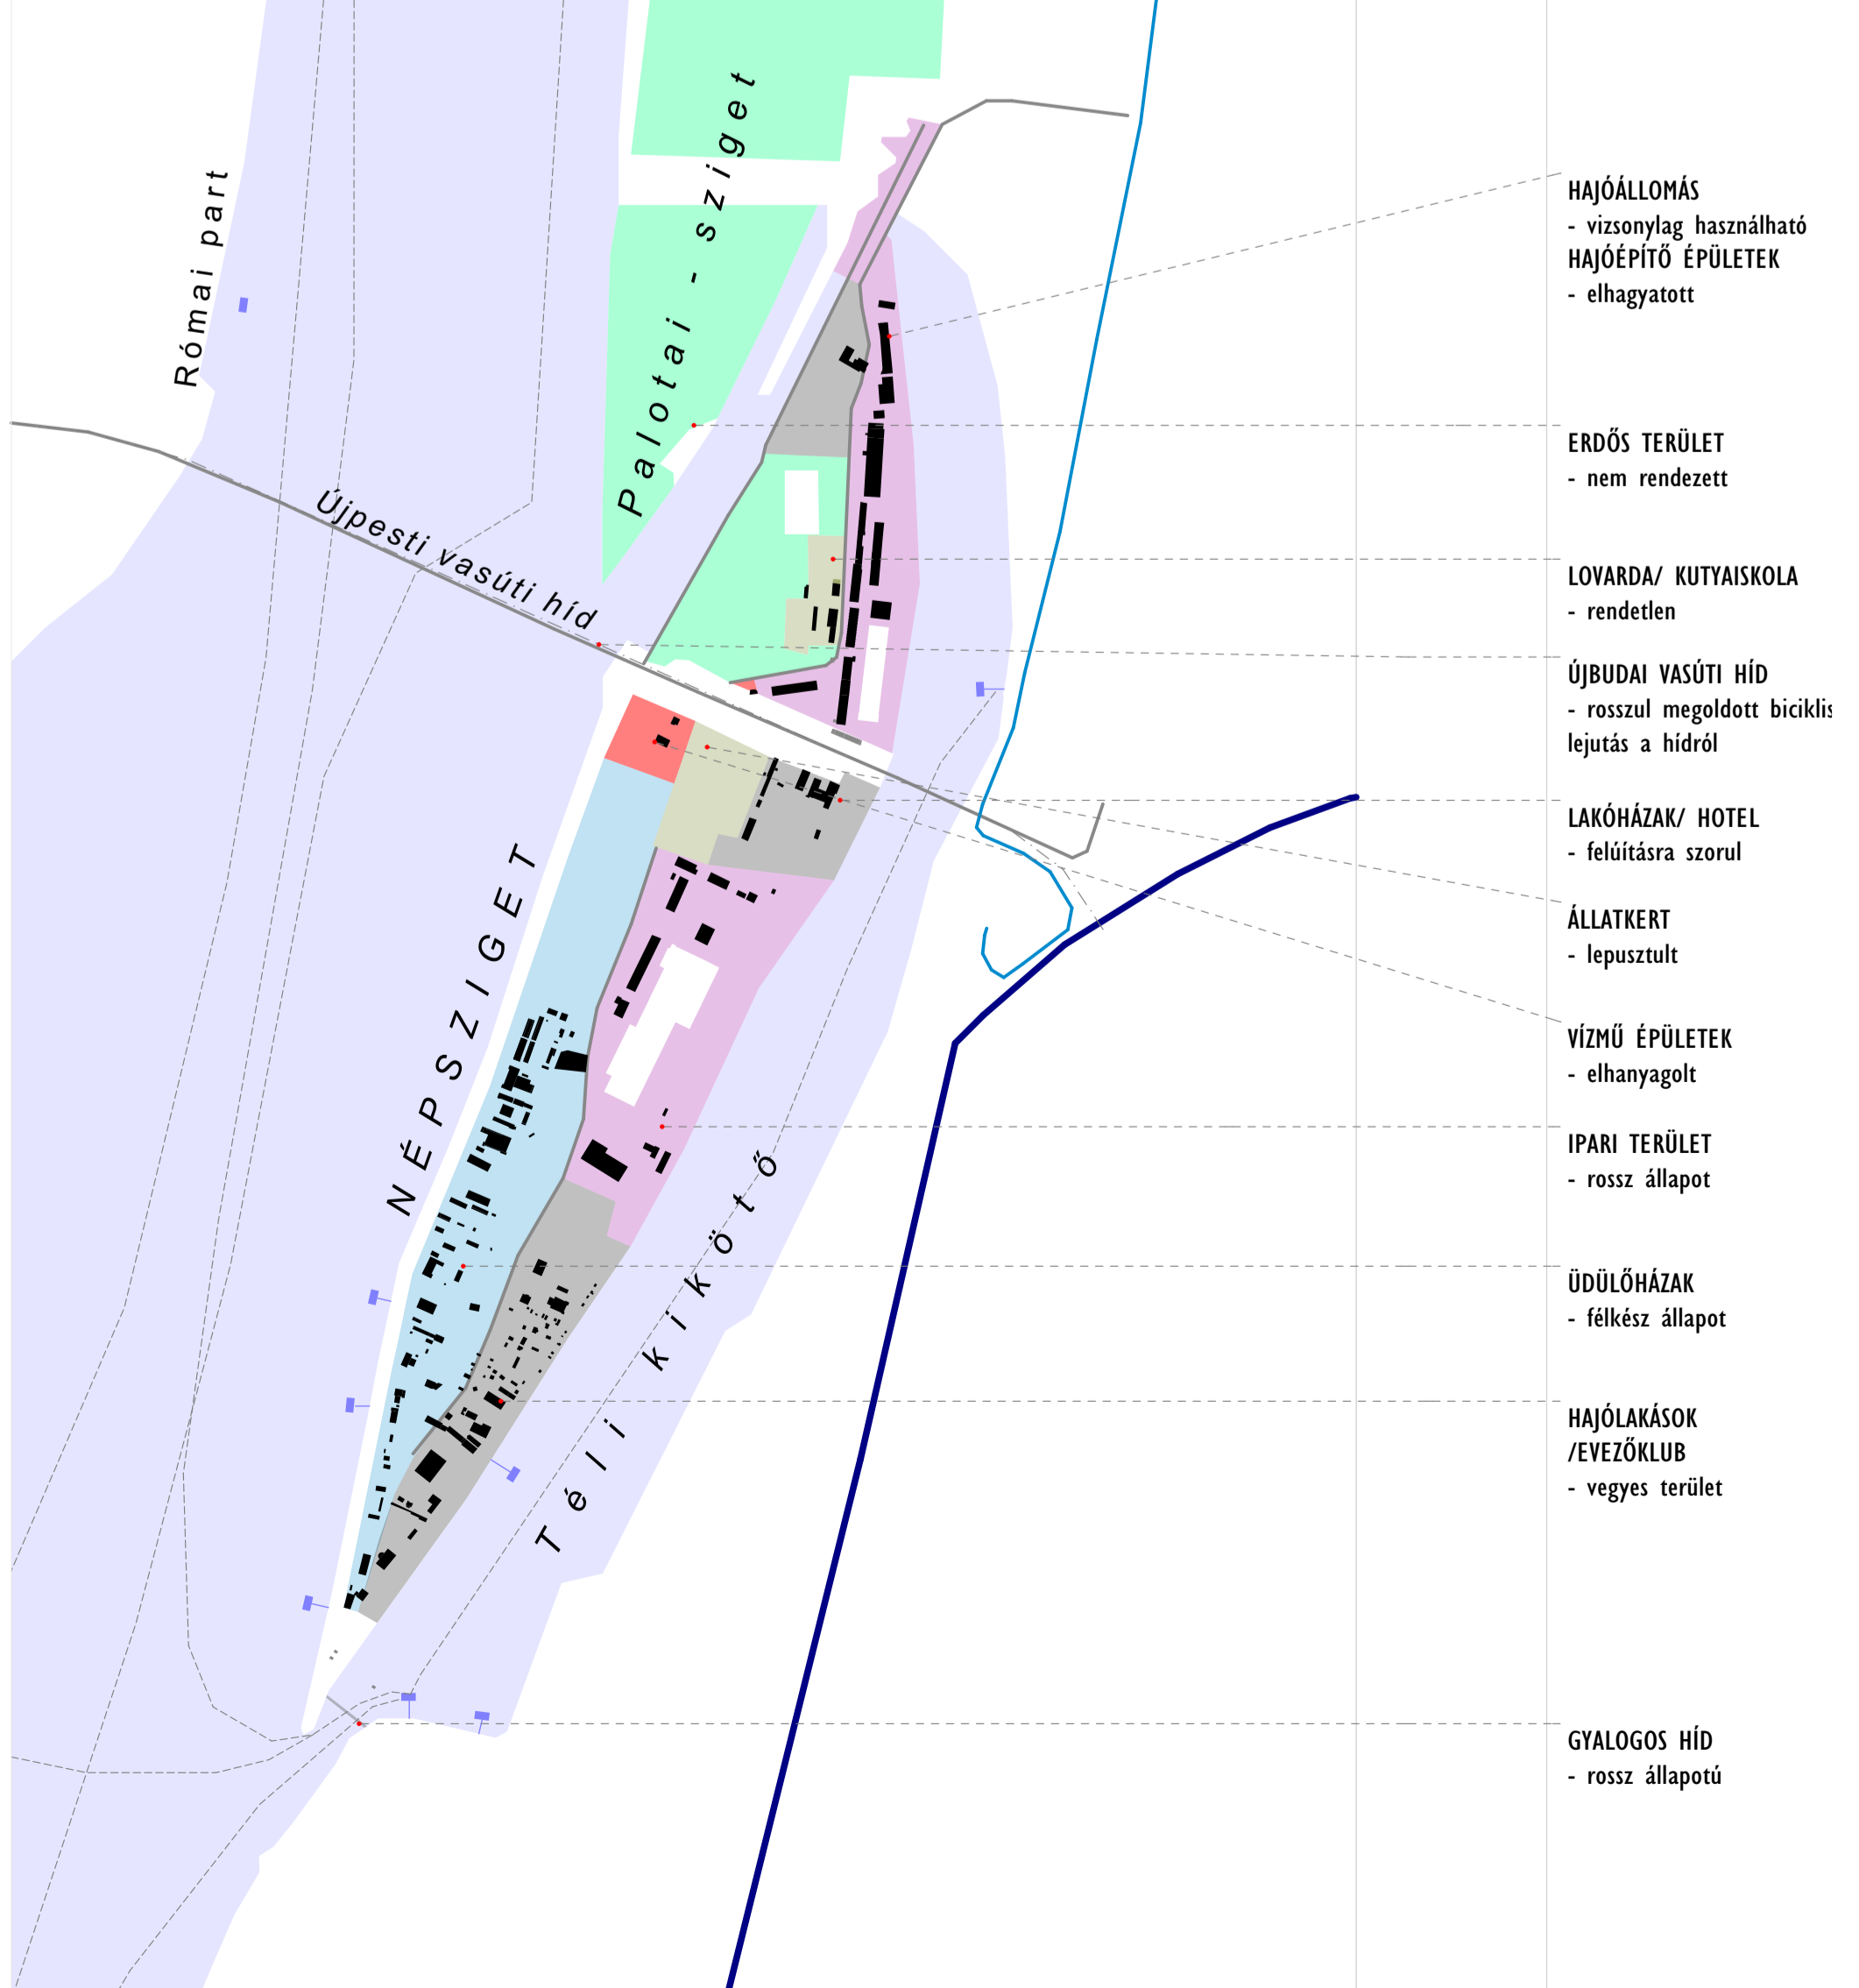 Római part
Palotai - sziget
Újpesti vasúti híd
NÉPSZIGET
Téli kikötő
HAJÓÁLLOMÁS
- vizsonylag használható
HAJÓÉPÍTŐ ÉPÜLETEK
- elhagyatott
ERDŐS TERÜLET
- nem rendezett
LOVARDA/ KUTYAISKOLA
- rendetlen
ÚJBUDAI VASÚTI HÍD
- rosszul megoldott biciklis
lejutás a hídról
LAKÓHÁZAK/ HOTEL
- felúításra szorul
ÁLLATKERT
- lepusztult
VÍZMŰ ÉPÜLETEK
- elhanyagolt
IPARI TERÜLET
- rossz állapot
ÜDÜLŐHÁZAK
- félkész állapot
HAJÓLAKÁSOK
/EVEZŐKLUB
- vegyes terület
GYALOGOS HÍD
- rossz állapotú